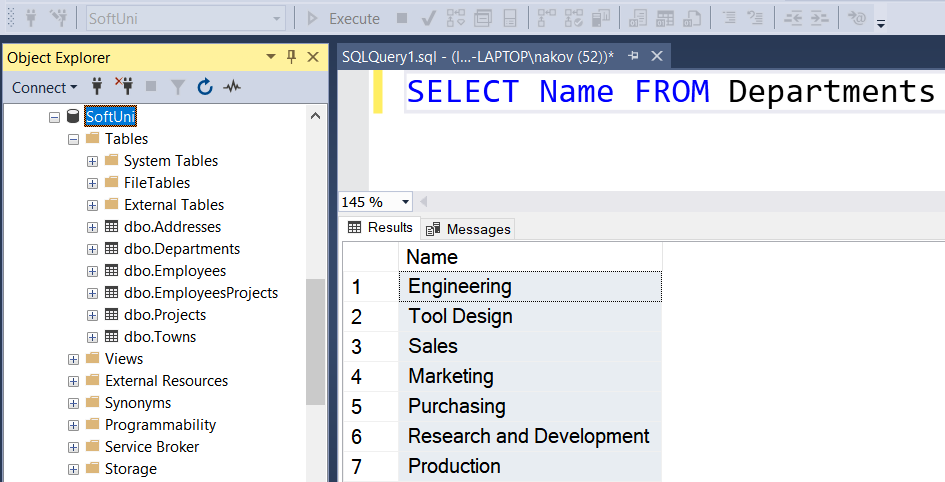 SoftUni
Execute
Object Explorer
Connect
SoftUni
Tables
System Tables
FileTables
External Tables
dbo.Addresses
dbo.Departments
dbo.Employees
dbo.EmployeesProjects
dbo.Projects
dbo.Towns
Views
External Resources
Synonyms
Programmability
Service Broker
Storage
SQLQuery1.sql - (l...-LAPTOP\nakov (52))*
SELECT Name FROM Departments
145 %
Results
Messages
Name
1 Engineering
2 Tool Design
3 Sales
4 Marketing
5 Purchasing
6 Research and Development
7 Production